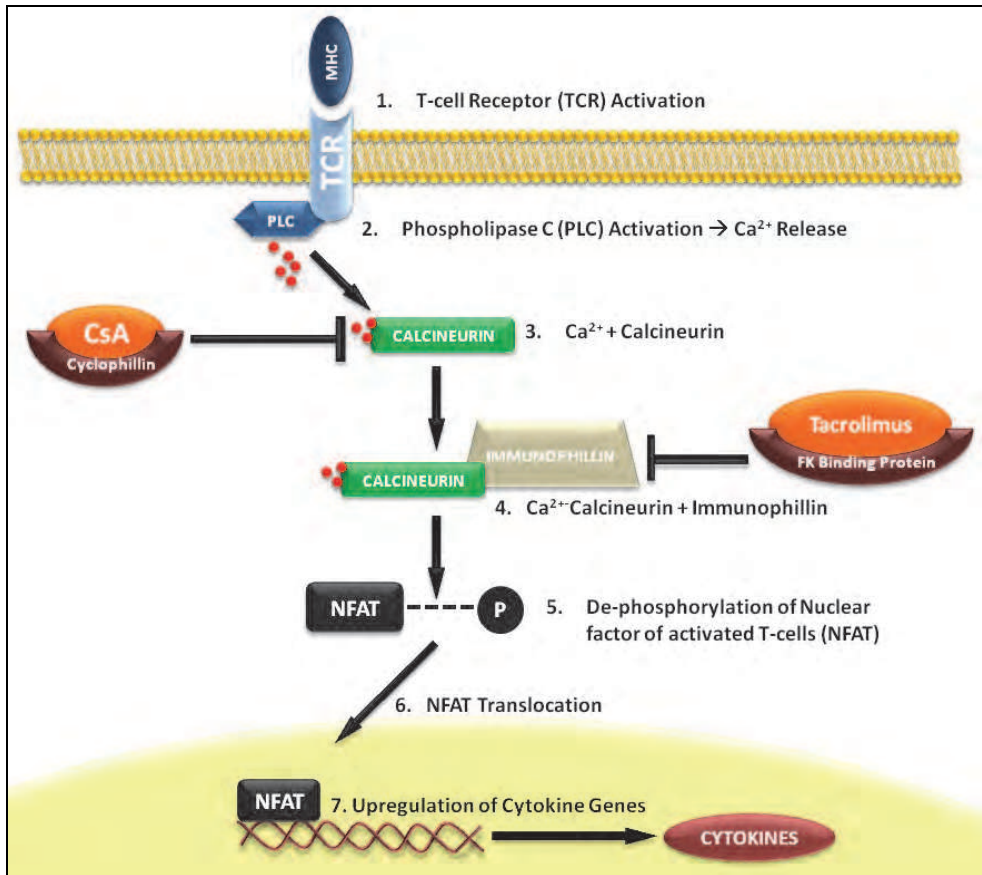 MHC
1. T-cell Receptor (TCR) Activation
TCR
PLC
2. Phospholipase C (PLC) Activation → Ca²⁺ Release
CsA
Cyclophillin
CALCINEURIN
3. Ca²⁺ + Calcineurin
IMMUNOPHILLIN
CALCINEURIN
Tacrolimus
FK Binding Protein
4. Ca²⁺⁻Calcineurin + Immunophillin
NFAT
P
5. De-phosphorylation of Nuclear
factor of activated T-cells (NFAT)
6. NFAT Translocation
NFAT
7. Upregulation of Cytokine Genes
CYTOKINES